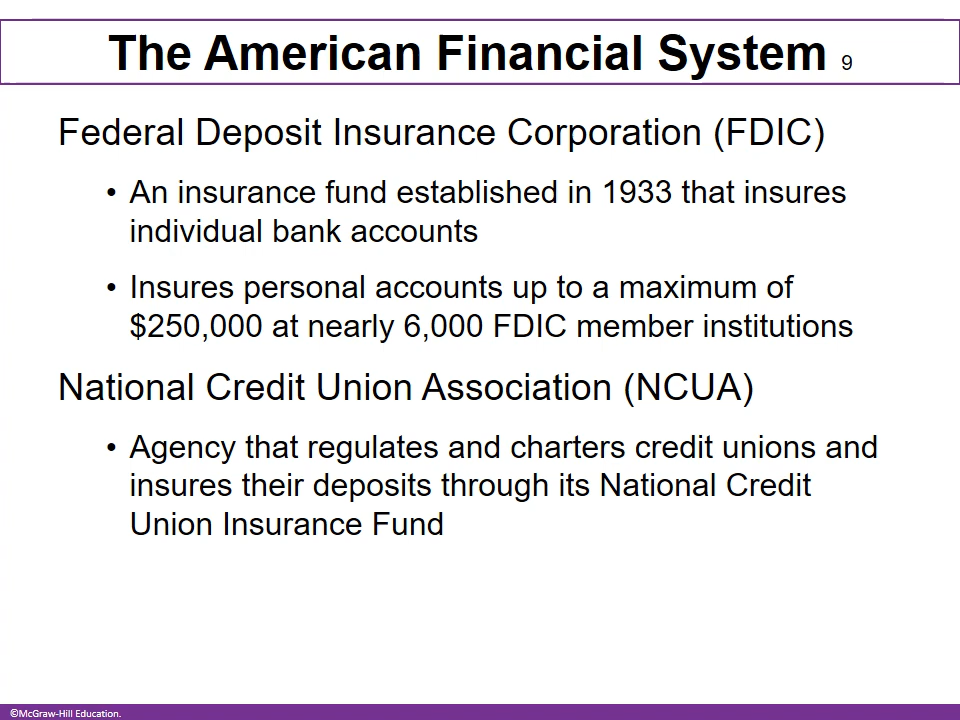 The American Financial System 9
Federal Deposit Insurance Corporation (FDIC)
• An insurance fund established in 1933 that insures
individual bank accounts
• Insures personal accounts up to a maximum of
$250,000 at nearly 6,000 FDIC member institutions
National Credit Union Association (NCUA)
• Agency that regulates and charters credit unions and
insures their deposits through its National Credit
Union Insurance Fund
©McGraw-Hill Education.